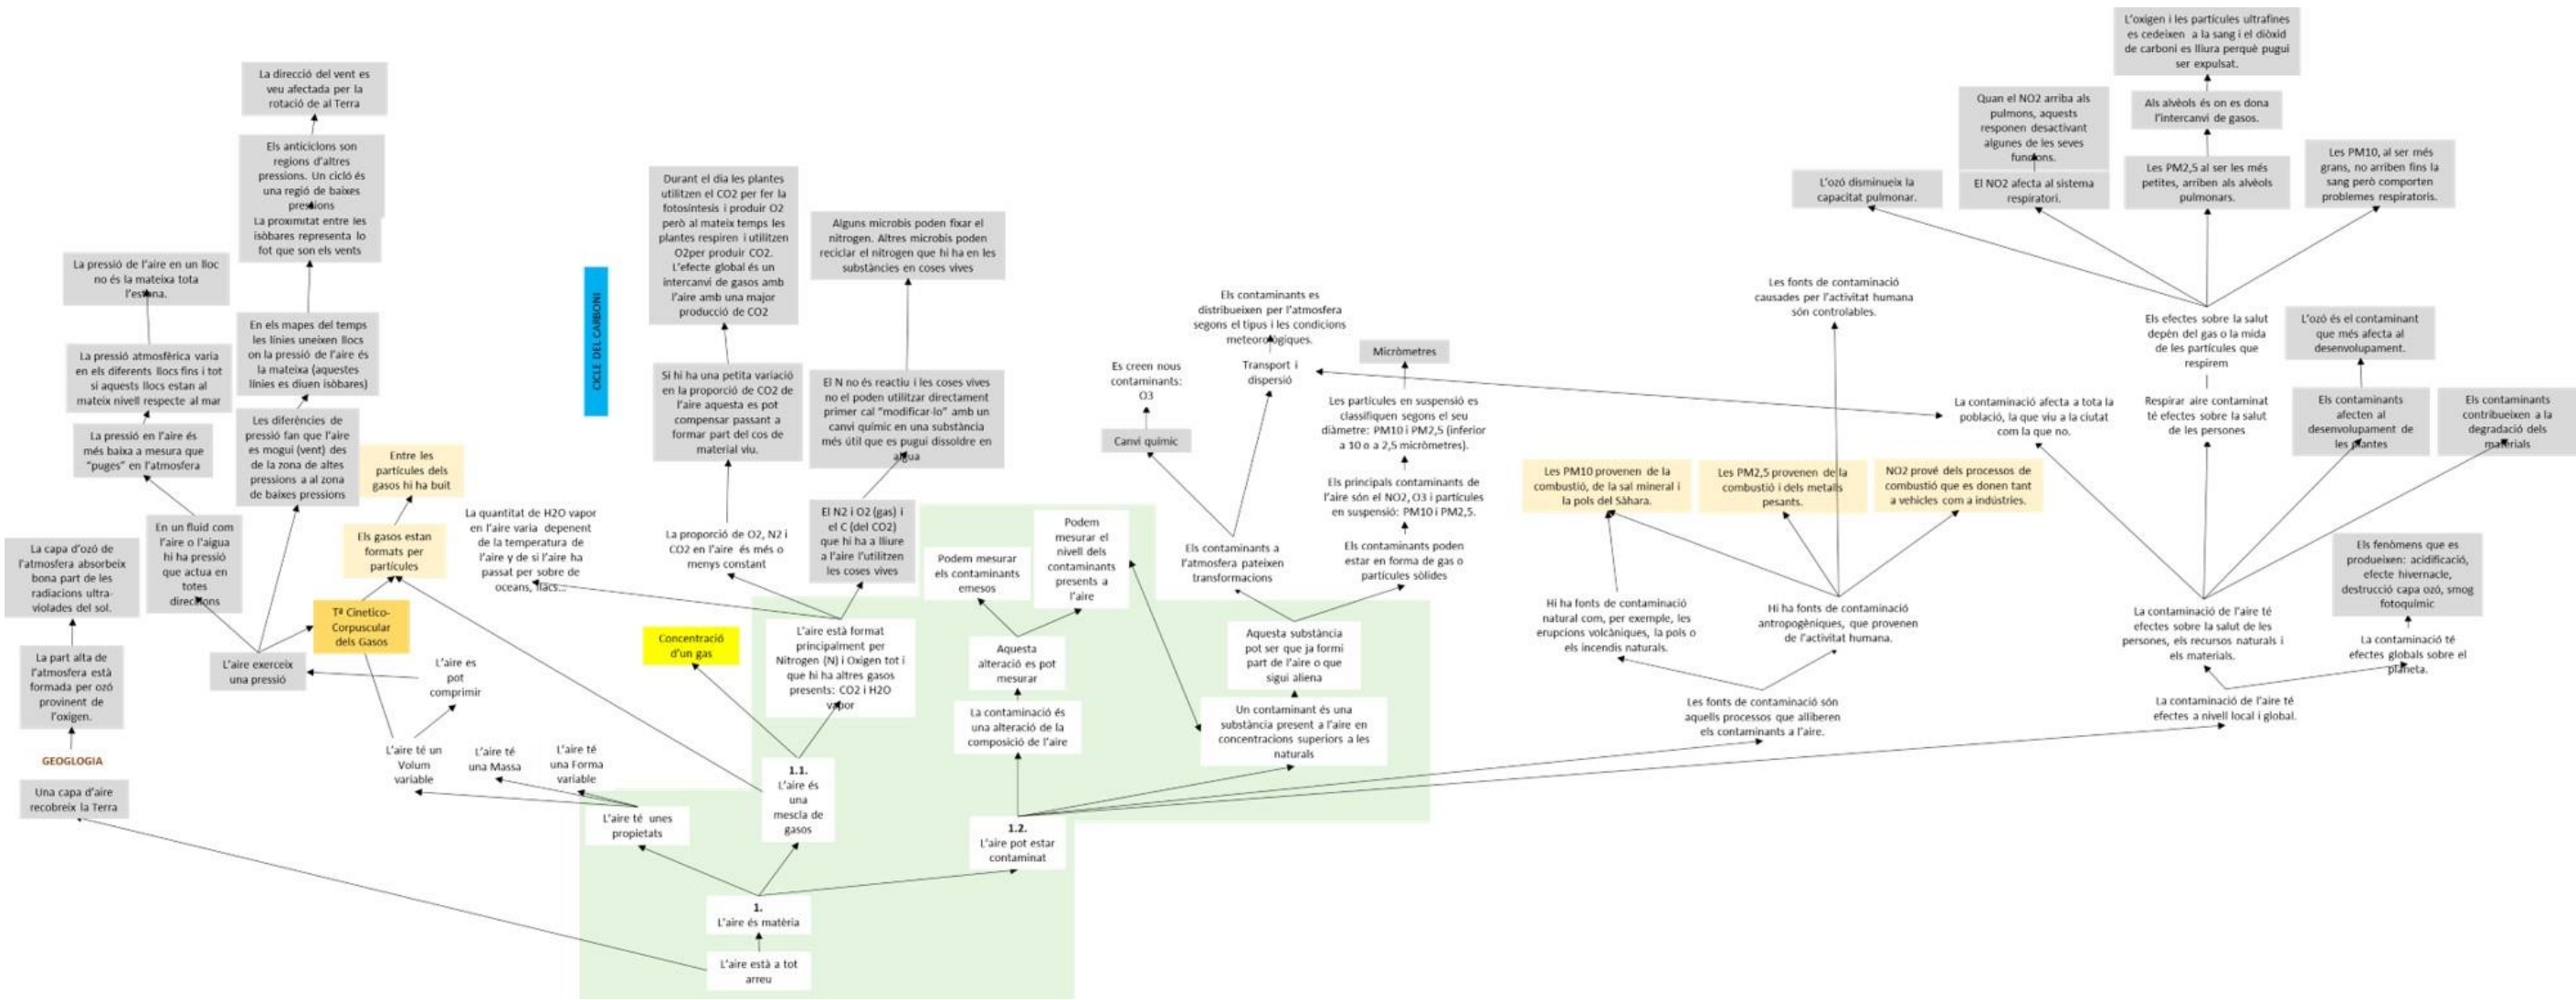 La direcció del vent es
veu afectada per la
rotació de al Terra
Els anticiclons son
regions d'altres
pressions. Un cicló és
una regió de baixes
pressions
La proximitat entre les
isòbares representa lo
fot que son els vents
La pressió de l'aire en un lloc
no és la mateixa tota
l'estona.
En els mapes del temps
les línies uneixen llocs
on la pressió de l'aire és
la mateixa (aquestes
línies es diuen isòbares)
La pressió atmosfèrica varia
en els diferents llocs fins i tot
si aquests llocs estan al
mateix nivell respecte al mar
Les diferències de
pressió fan que l'aire
es mogui (vent) des
de la zona de altes
pressions a al zona
de baixes pressions
La pressió en l'aire és
més baixa a mesura que
"puges" en l'atmosfera
Entre les
partícules dels
gasos hi ha buit
En un fluid com
l'aire o l'aigua
hi ha pressió
que actua en
totes
direccions
Els gasos estan
formats per
partícules
La capa d'ozó de
l'atmosfera absorbeix
bona part de les
radiacions ultra-
violades del sol.
Tª Cinetico-
Corpuscular
dels Gasos
La part alta de
l'atmosfera està
formada per ozó
provinent de
l'oxigen.
L'aire exerceix
una pressió
L'aire es
pot
comprimir
GEOGLOGIA
Una capa d'aire
recobreix la Terra
L'aire té un
Volum
variable
L'aire té
una Massa
L'aire té
una Forma
variable
L'aire té unes
propietats
CICLE DEL CARBONI
Durant el dia les plantes
utilitzen el CO2 per fer la
fotosíntesis i produir O2
però al mateix temps les
plantes respiren i utilitzen
O2per produir CO2.
L'efecte global és un
intercanvi de gasos amb
l'aire amb una major
producció de CO2
Alguns microbis poden fixar el
nitrogen. Altres microbis poden
reciclar el nitrogen que hi ha en les
substàncies en coses vives
Si hi ha una petita variació
en la proporció de CO2 de
l'aire aquesta es pot
compensar passant a
formar part del cos de
material viu.
El N no és reactiu i les coses vives
no el poden utilitzar directament
primer cal "modificar-lo" amb un
canvi químic en una substància
més útil que es pugui dissoldre en
aigua
La quantitat de H2O vapor
en l'aire varia depenent
de la temperatura de
l'aire y de si l'aire ha
passat per sobre de
oceans, llacs...
La proporció de O2, N2 i
CO2 en l'aire és més o
menys constant
El N2 i O2 (gas) i
el C (del CO2)
que hi ha a lliure
a l'aire l'utilitzen
les coses vives
Concentració
d'un gas
L'aire està format
principalment per
Nitrogen (N) i Oxigen tot i
que hi ha altres gasos
presents: CO2 i H2O
vapor
1.1.
L'aire és
una
mescla de
gasos
1.
L'aire és matèria
L'aire està a tot
arreu
Podem mesurar
els contaminants
emesos
Podem
mesurar el
nivell dels
contaminants
presents a
l'aire
Aquesta
alteració es pot
mesurar
La contaminació és
una alteració de la
composició de l'aire
1.2.
L'aire pot estar
contaminat
Els contaminants es
distribueixen per l'atmosfera
segons el tipus i les condicions
meteorològiques.
Es creen nous
contaminants:
O3
Transport i
dispersió
Micròmetres
Canvi químic
Les partícules en suspensió es
classifiquen segons el seu
diàmetre: PM10 i PM2,5 (inferior
a 10 o a 2,5 micròmetres).
Els principals contaminants de
l'aire són el NO2, O3 i partícules
en suspensió: PM10 i PM2,5.
Els contaminants a
l'atmosfera pateixen
transformacions
Els contaminants poden
estar en forma de gas o
partícules sòlides
Aquesta substància
pot ser que ja formi
part de l'aire o que
sigui aliena
Un contaminant és una
substància present a l'aire en
concentracions superiors a les
naturals
Les fonts de contaminació
causades per l'activitat humana
són controlables.
Les PM10 provenen de la
combustió, de la sal mineral i
la pols del Sàhara.
Les PM2,5 provenen de la
combustió i dels metalls
pesants.
NO2 prové dels processos de
combustió que es donen tant
a vehicles com a indústries.
Hi ha fonts de contaminació
natural com, per exemple, les
erupcions volcàniques, la pols o
els incendis naturals.
Hi ha fonts de contaminació
antropogèniques, que provenen
de l'activitat humana.
Les fonts de contaminació són
aquells processos que alliberen
els contaminants a l'aire.
L'oxigen i les partícules ultrafines
es cedeixen a la sang i el diòxid
de carboni es lliura perquè pugui
ser expulsat.
Quan el NO2 arriba als
pulmons, aquests
responen desactivant
algunes de les seves
funcions.
Als alvèols és on es dona
l'intercanvi de gasos.
L'ozó disminueix la
capacitat pulmonar.
El NO2 afecta al sistema
respiratori.
Les PM2,5 al ser les més
petites, arriben als alvèols
pulmonars.
Les PM10, al ser més
grans, no arriben fins la
sang però comporten
problemes respiratoris.
Els efectes sobre la salut
depèn del gas o la mida
de les partícules que
respirem
L'ozó és el contaminant
que més afecta al
desenvolupament.
La contaminació afecta a tota la
població, la que viu a la ciutat
com la que no.
Respirar aire contaminat
té efectes sobre la salut
de les persones
Els contaminants
afecten al
desenvolupament de
les plantes
Els contaminants
contribueixen a la
degradació dels
materials
Els fenòmens que es
produeixen: acidificació,
efecte hivernacle,
destrucció capa ozó, smog
fotoquímic
La contaminació de l'aire té
efectes sobre la salut de les
persones, els recursos naturals i
els materials.
La contaminació té
efectes globals sobre el
planeta.
La contaminació de l'aire té
efectes a nivell local i global.